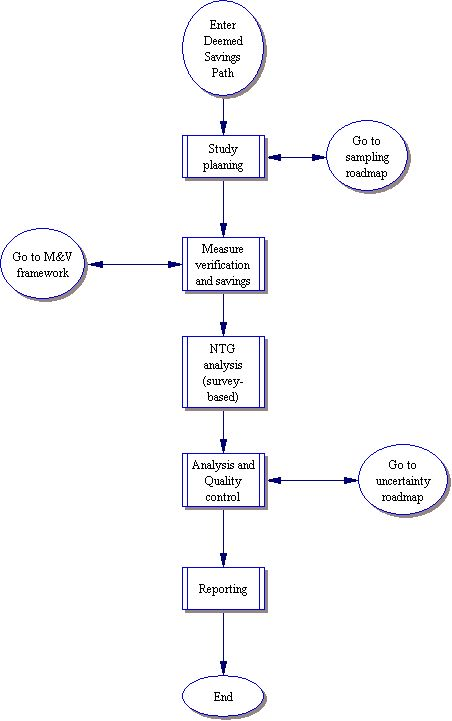 Enter
Deemed
Savings
Path
Study
plaaning
Go to
sampling
roadmap
Measure
verification
and savings
Go to M&V
framework
NTG
analysis
(survey-
based)
Analysis and
Quality
control
Go to
uncertainty
roadmap
Reporting
End